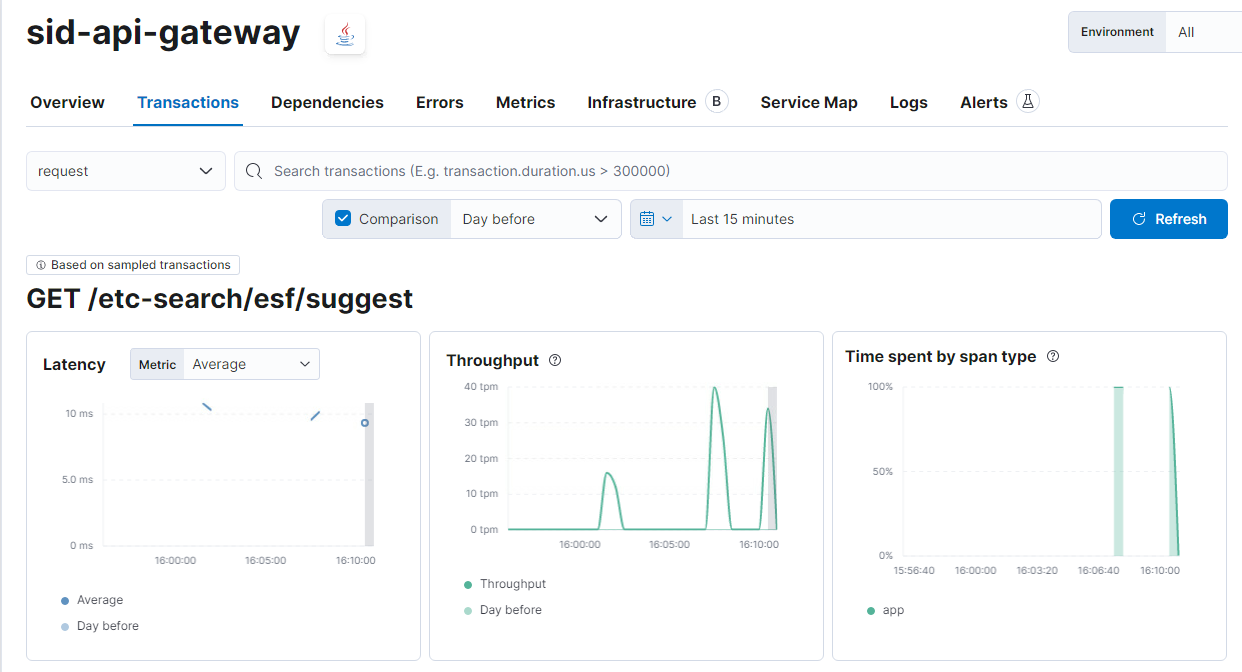 sid-api-gateway
Environment All
Overview Transactions Dependencies Errors Metrics Infrastructure B Service Map Logs Alerts
request Search transactions (E.g. transaction.duration.us > 300000)
Comparison Day before Last 15 minutes Refresh
Based on sampled transactions
GET /etc-search/esf/suggest
Latency Metric Average
10 ms
5.0 ms
0 ms
16:00:00 16:05:00 16:10:00
Average
Day before
Throughput
40 tpm
30 tpm
20 tpm
10 tpm
0 tpm
16:00:00 16:05:00 16:10:00
Throughput
Day before
Time spent by span type
100%
50%
0%
15:56:40 16:00:00 16:03:20 16:06:40 16:10:00
app